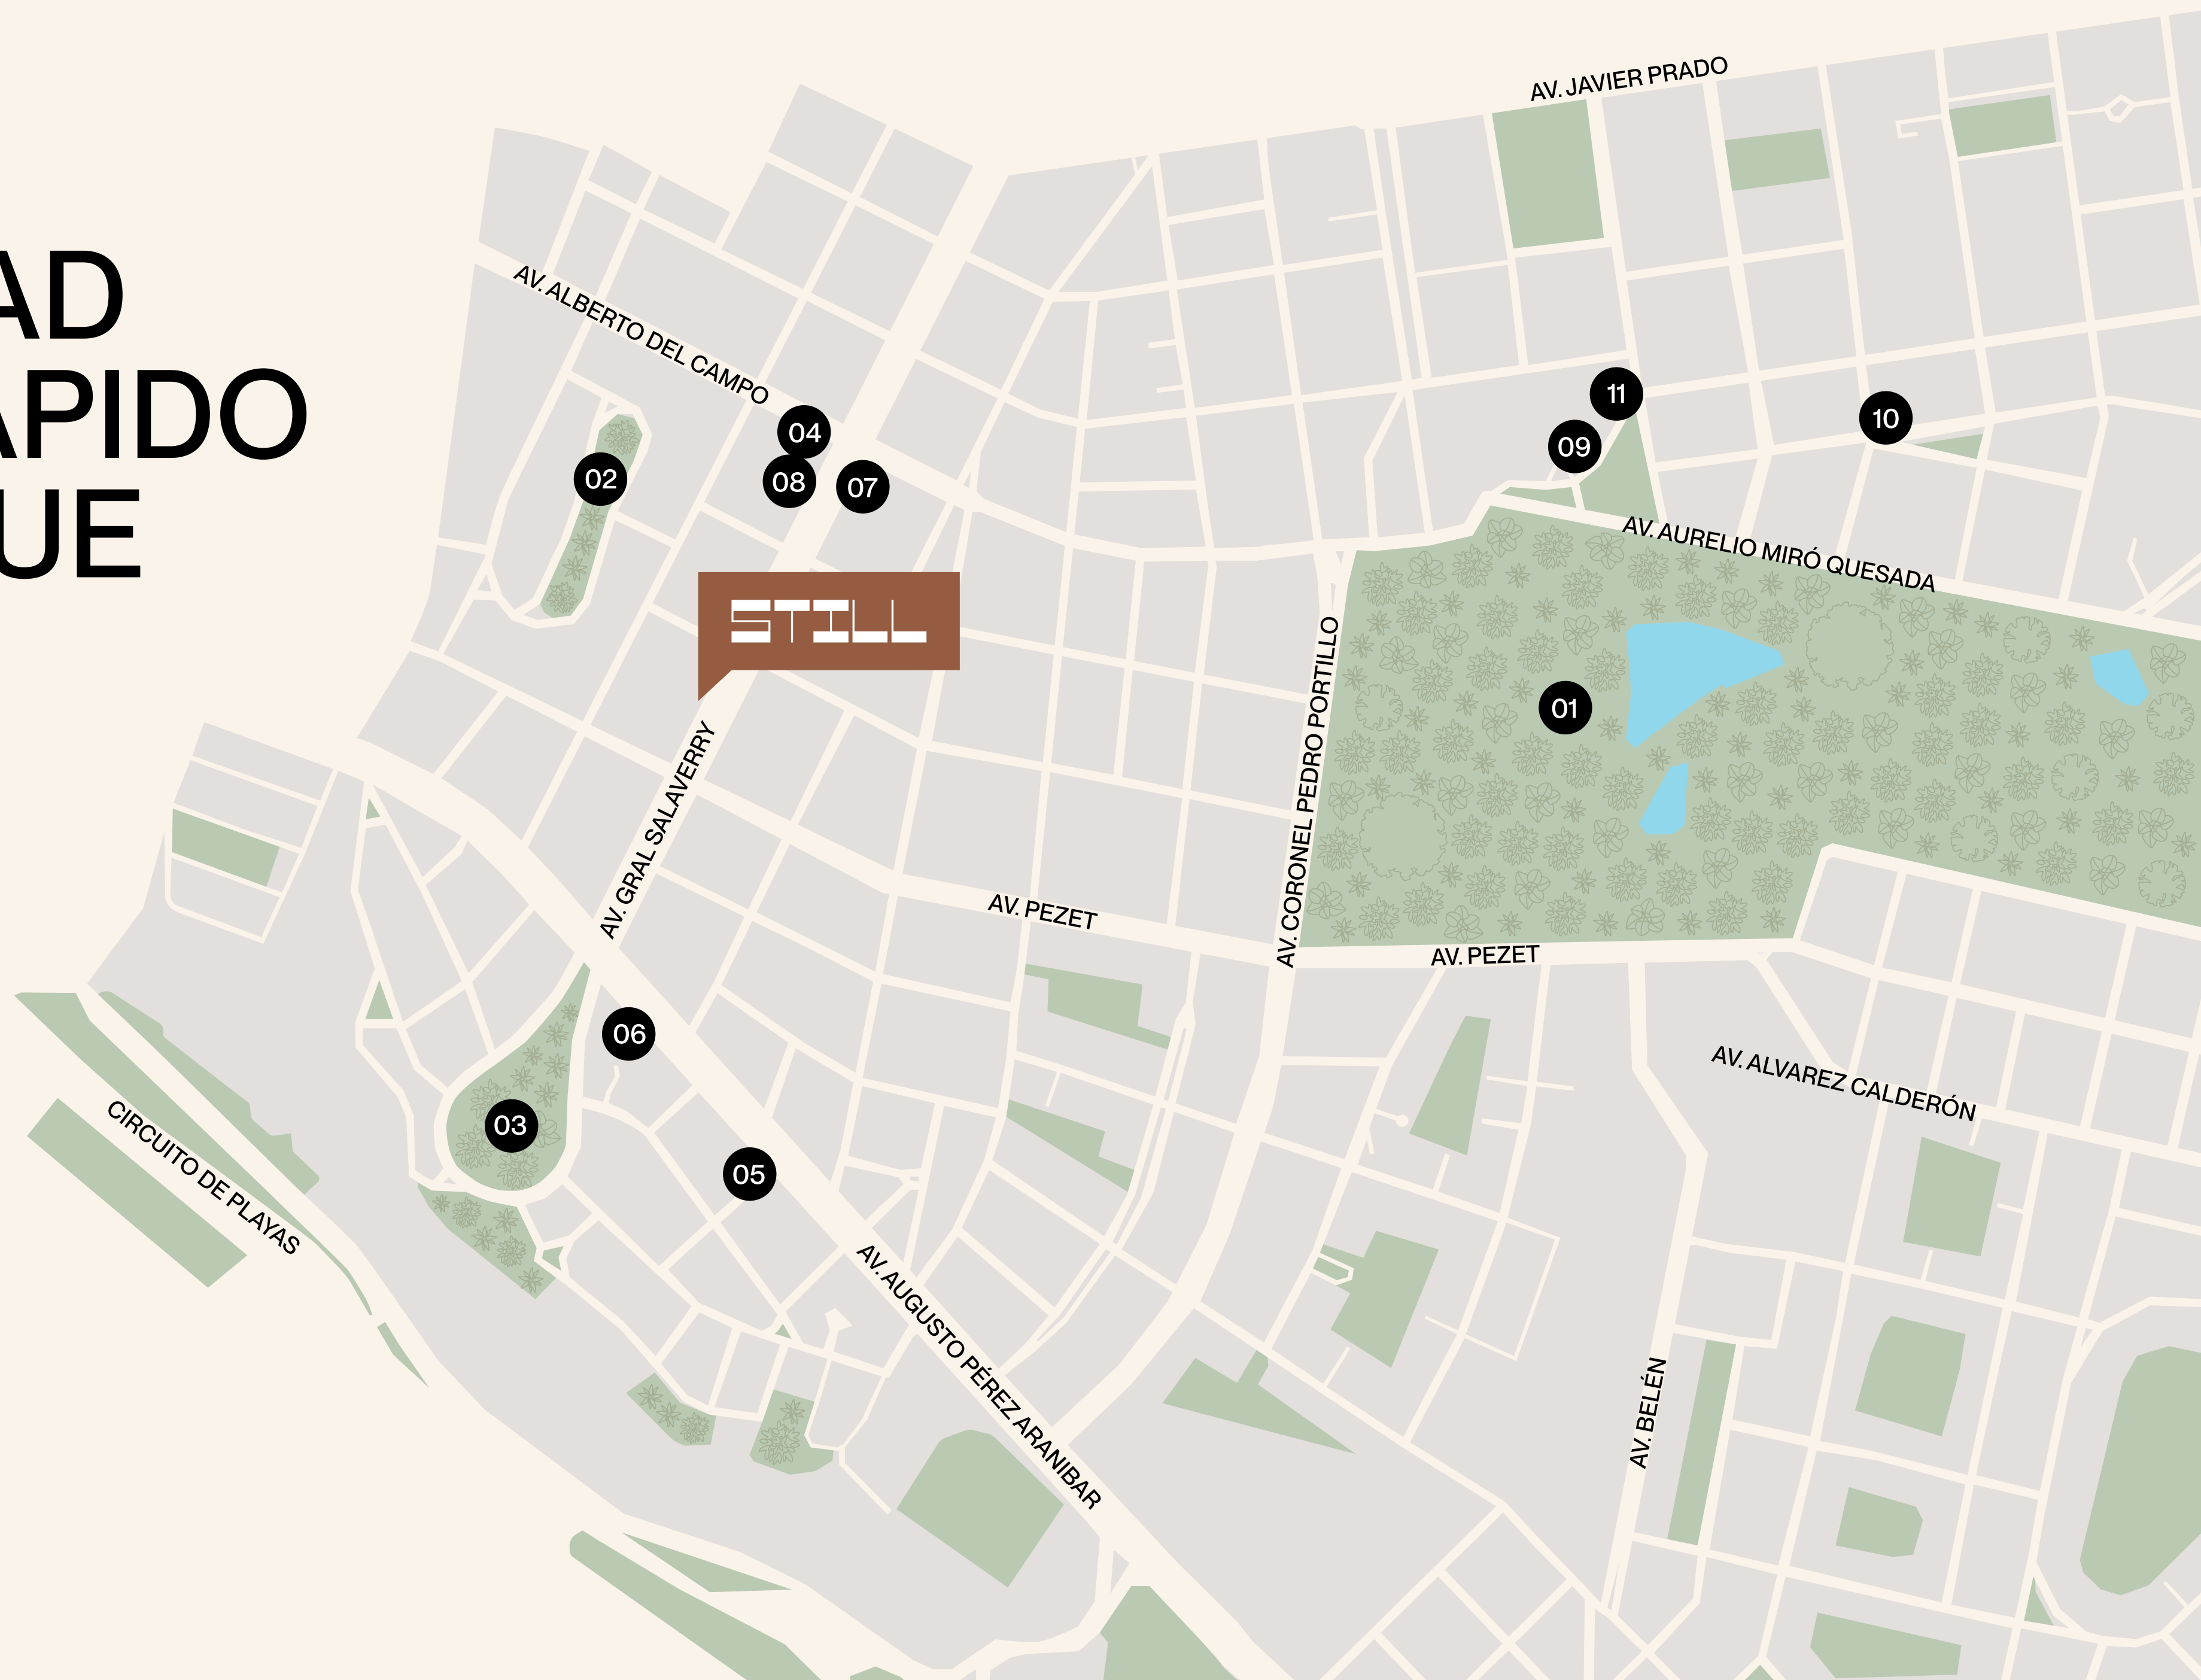 AD
APIDO
UE
AV. JAVIER PRADO
AV. ALBERTO DEL CAMPO
11
10
04
09
02
08
07
AV. AURELIO MIRÓ QUESADA
STILL
01
AV. CORONEL PEDRO PORTILLO
AV. GRAL SALAVERRY
AV. PEZET
AV. PEZET
06
AV. ALVAREZ CALDERÓN
03
CIRCUITO DE PLAYAS
05
AV. AUGUSTO PÉREZ ARANIBAR
AV. BELÉN